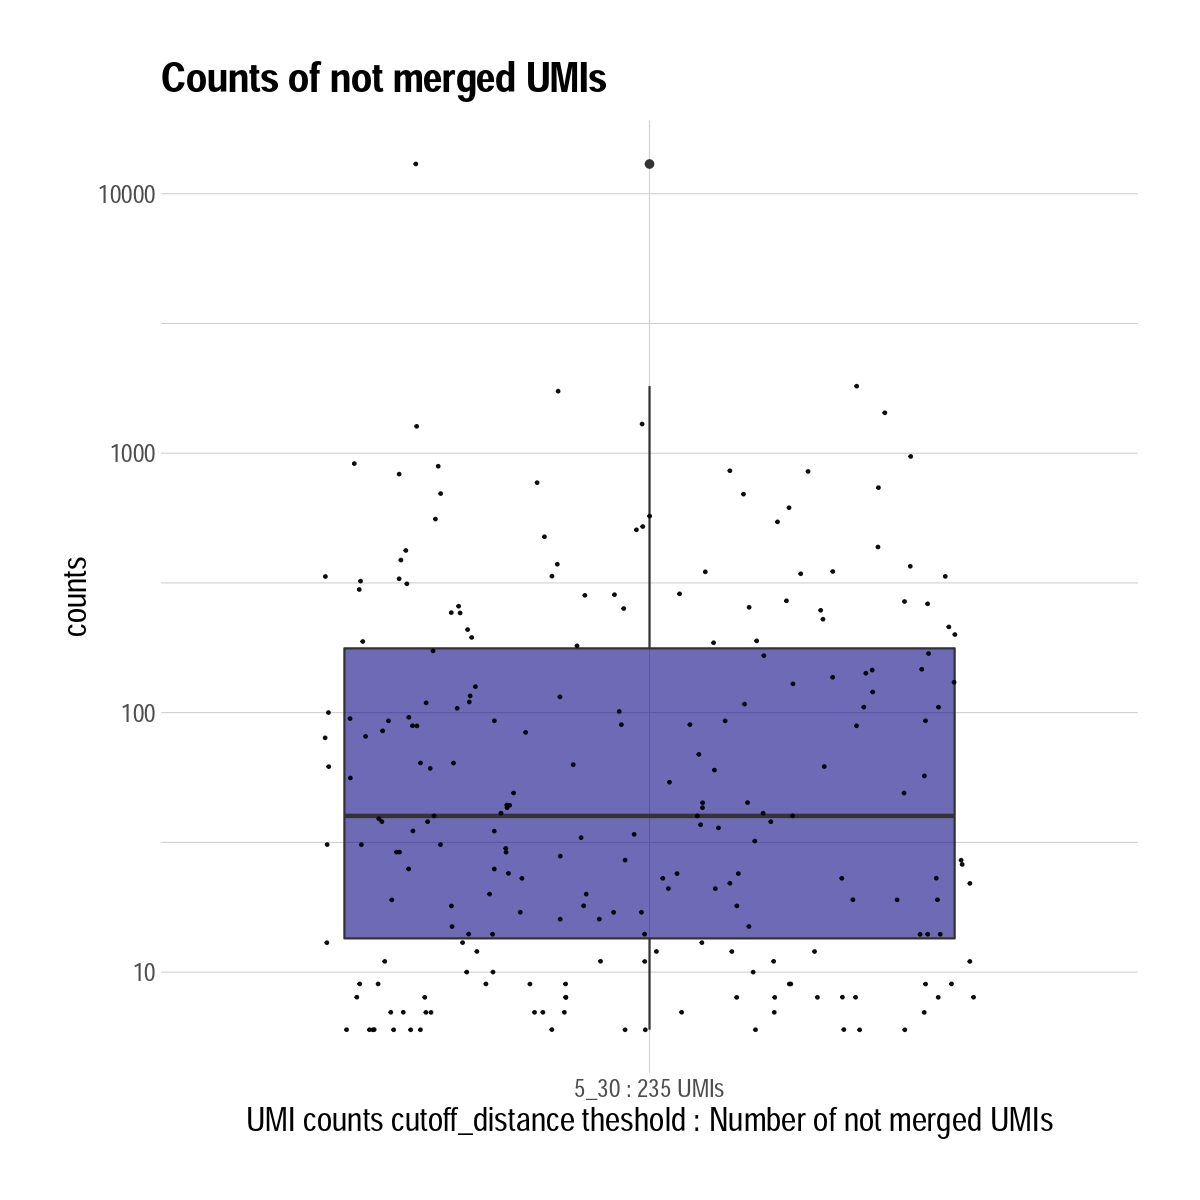 Counts of not merged UMIs
10000
1000
counts
100
10
5_30 : 235 UMIs
UMI counts cutoff_distance theshold : Number of not merged UMIs